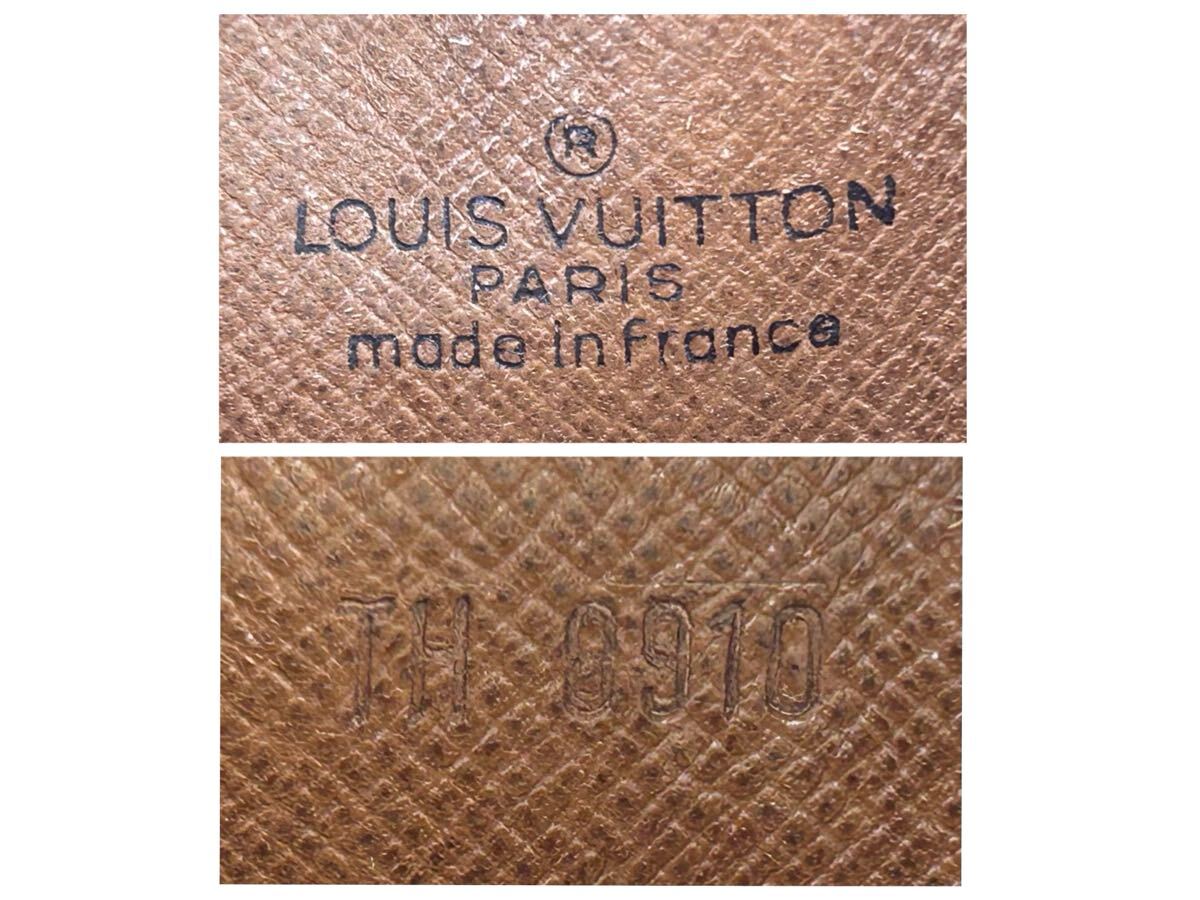 ®
LOUIS VUITTON
PARIS
made in france
TH 0910